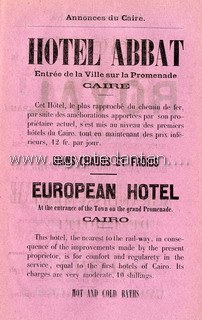 Annonces du Caire.
HOTEL ABBAT
Entrée de la Ville sur la Promenade
CAIRE
Cet Hôtel, le plus rapproché du chemin de fer,
par suite des améliorations apportées par son pro-
priétaire actuel, s'est mis au niveau des premiers
hôtels du Caire, tout en maintenant des prix infé-
rieurs, 12 fr. par jour.
BAINS CHAUDS ET FROIDS
EUROPEAN HOTEL
At the entrance of the Town on the grand Promenade.
CAIRO
This hotel, the nearest to the rail-way, in conse-
quence of the improvements made by the present
proprietor, is for comfort and regularety in the
service, equal to the first hotels of Cairo. Its
charges are very moderate, 10 shillings.
HOT AND COLD BATHS